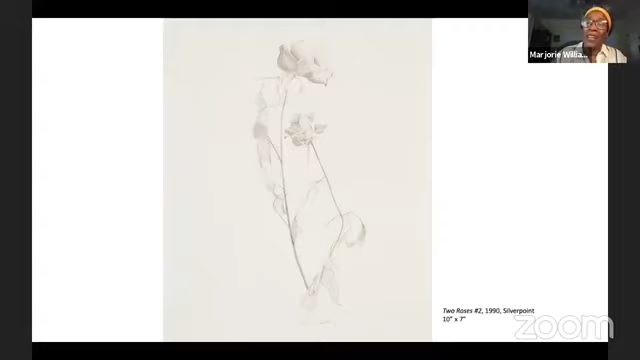 Marjorie Willia...
Two Roses #2, 1990, Silverpoint
10" x 7"
zoom